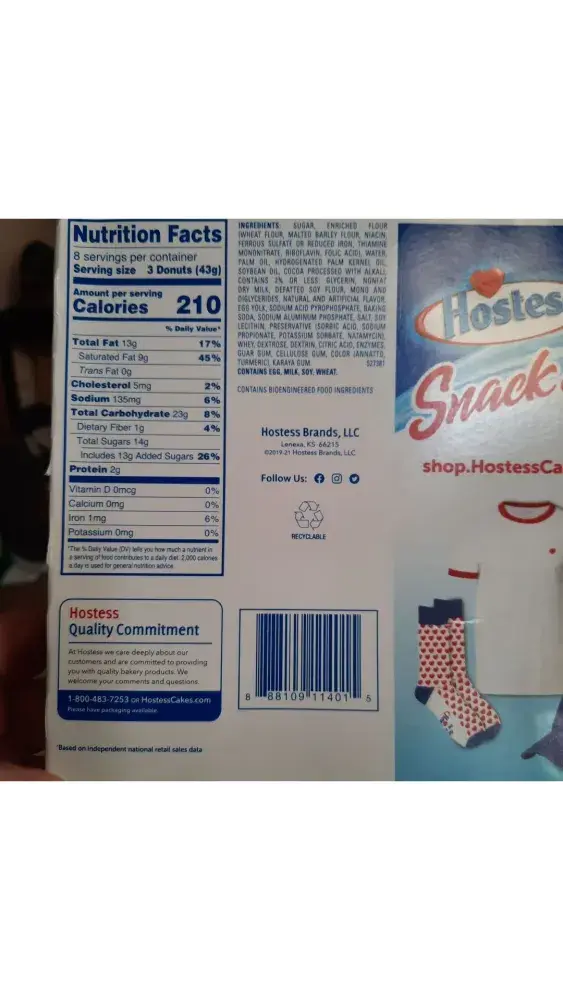 Nutrition Facts
8 servings per container
Serving size 3 Donuts (43g)
Amount per serving
Calories 210
% Daily Value*
Total Fat 13g 17%
Saturated Fat 9g 45%
Trans Fat 0g
Cholesterol 5mg 2%
Sodium 135mg 6%
Total Carbohydrate 23g 8%
Dietary Fiber 1g 4%
Total Sugars 14g
Includes 13g Added Sugars 26%
Protein 2g
Vitamin D 0mcg 0%
Calcium 0mg 0%
Iron 1mg 6%
Potassium 0mg 0%
*The % Daily Value (DV) tells you how much a nutrient in
a serving of food contributes to a daily diet. 2,000 calories
a day is used for general nutrition advice.
Hostess
Quality Commitment
At Hostess we care deeply about our
customers and are committed to providing
you with quality bakery products. We
welcome your comments and questions.
1-800-483-7253 or HostessCakes.com
Please have packaging available.
*Based on independent national retail sales data
INGREDIENTS: SUGAR, ENRICHED FLOUR
(WHEAT FLOUR, MALTED BARLEY FLOUR, NIACIN,
FERROUS SULFATE OR REDUCED IRON, THIAMINE
MONONITRATE, RIBOFLAVIN, FOLIC ACID), WATER,
PALM OIL, HYDROGENATED PALM KERNEL OIL,
SOYBEAN OIL, COCOA PROCESSED WITH ALKALI,
CONTAINS 2% OR LESS: GLYCERIN, NONFAT
DRY MILK, DEFATTED SOY FLOUR, MONO AND
DIGLYCERIDES, NATURAL AND ARTIFICIAL FLAVOR,
EGG YOLK, SODIUM ACID PYROPHOSPHATE, BAKING
SODA, SODIUM ALUMINUM PHOSPHATE, SALT, SOY
LECITHIN, PRESERVATIVE (SORBIC ACID, SODIUM
PROPIONATE, POTASSIUM SORBATE, NATAMYCIN),
WHEY, DEXTROSE, DEXTRIN, CITRIC ACID, ENZYMES,
GUAR GUM, CELLULOSE GUM, COLOR (ANNATTO,
TURMERIC), KARAYA GUM.
CONTAINS EGG, MILK, SOY, WHEAT.
CONTAINS BIOENGINEERED FOOD INGREDIENTS
Hostess Brands, LLC
Lenexa, KS 66215
©2019-21 Hostess Brands, LLC
Follow Us:
RECYCLABLE
8 88109 11401 5
Hostes
Snack
shop.HostessCa